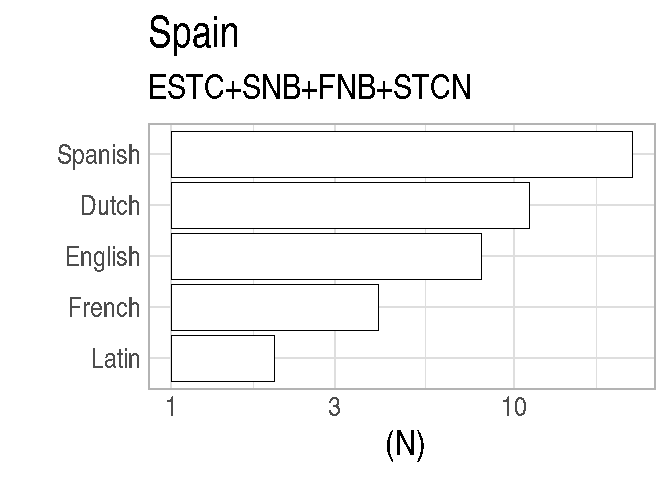 Spain
ESTC+SNB+FNB+STCN
Spanish
Dutch
English
French
Latin
1 3 10
(N)